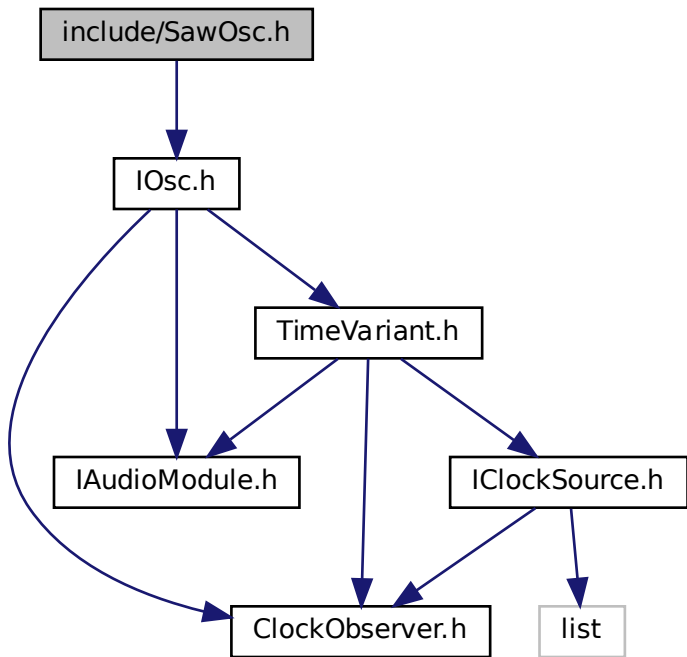 include/SawOsc.h
IOsc.h
TimeVariant.h
IAudioModule.h
IClockSource.h
ClockObserver.h
list